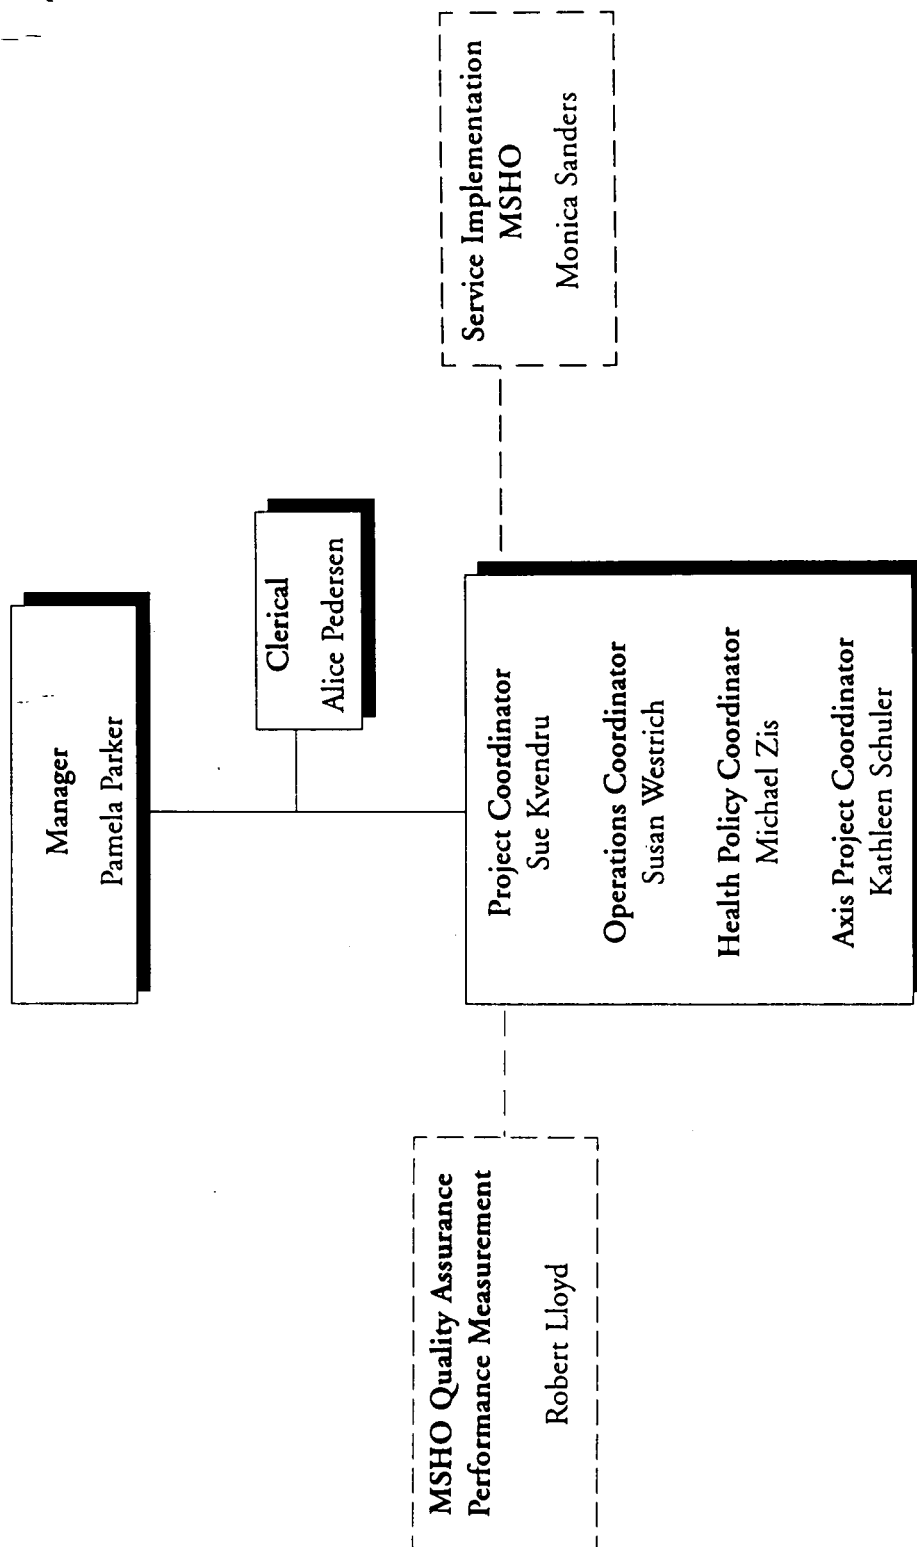 Manager
Pamela Parker
Clerical
Alice Pedersen
MSHO Quality Assurance
Performance Measurement
Robert Lloyd
Project Coordinator
Sue Kvendru
Operations Coordinator
Susan Westrich
Health Policy Coordinator
Michael Zis
Axis Project Coordinator
Kathleen Schuler
Service Implementation
MSHO
Monica Sanders